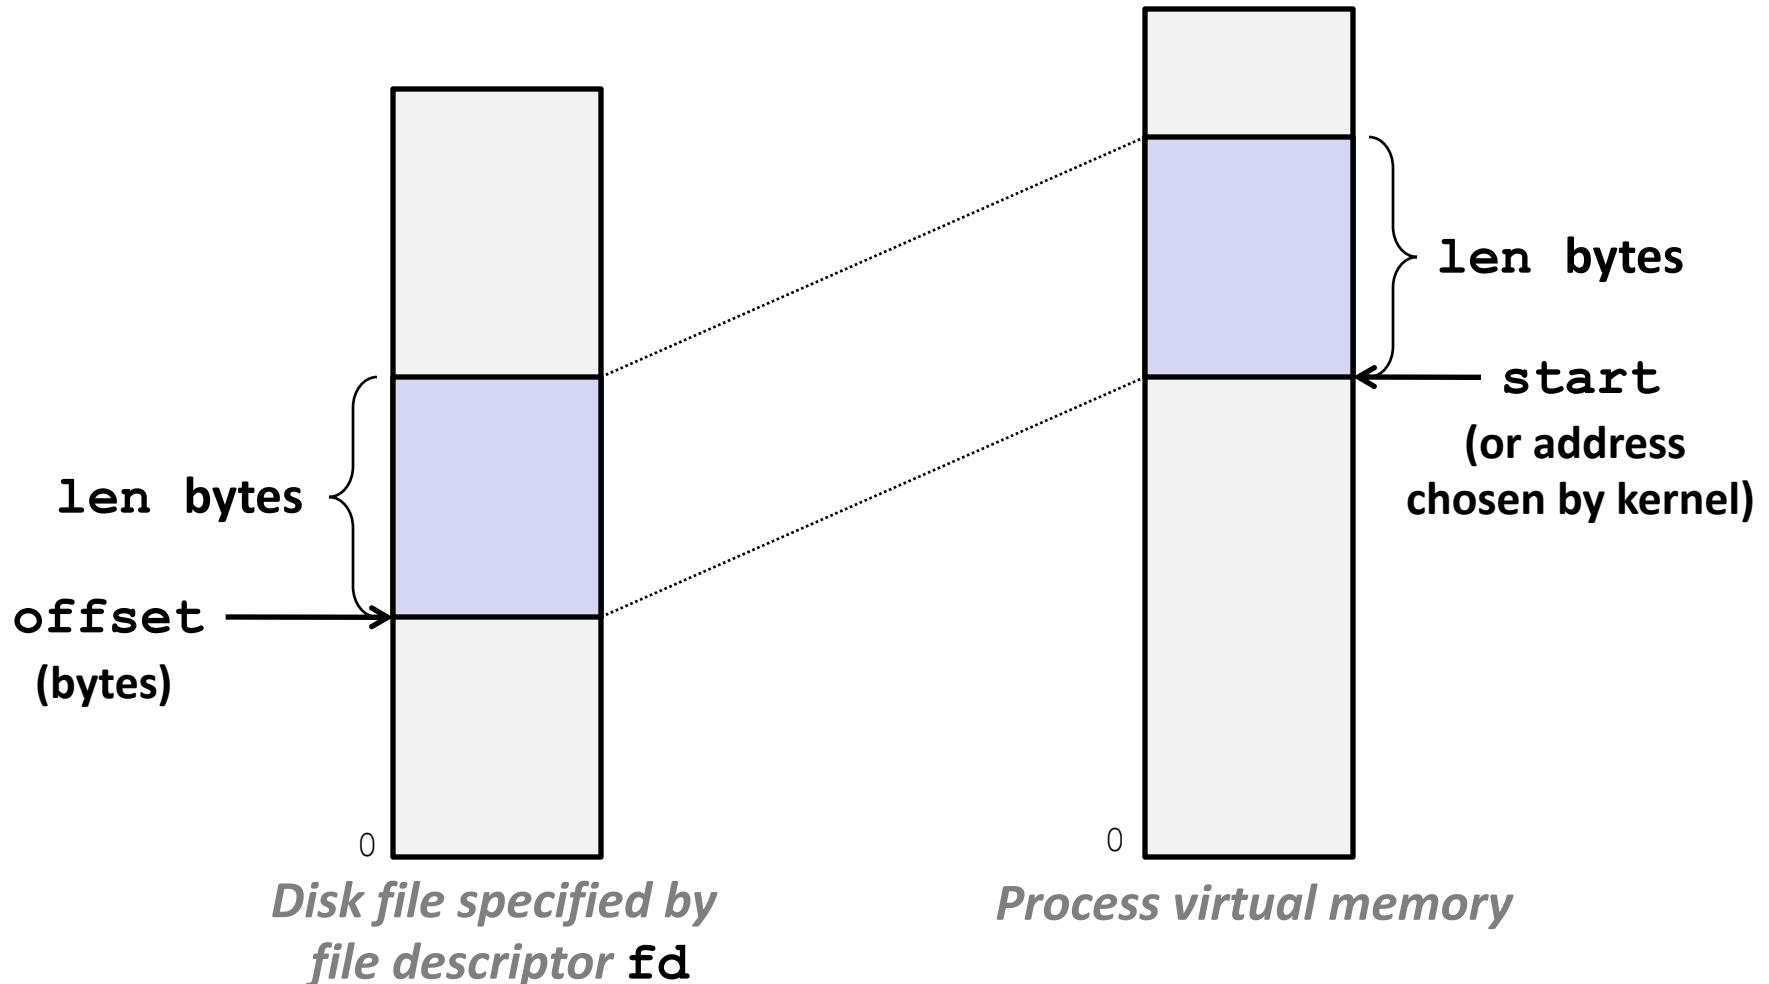 len bytes
start
(or address
chosen by kernel)
len bytes
offset
(bytes)
0
0
Disk file specified by
file descriptor fd
Process virtual memory